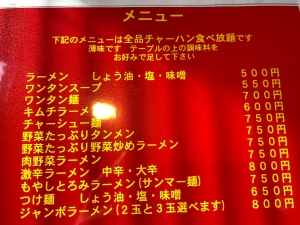 メニュー
下記のメニューは全品チャーハン食べ放題です
薄味です　テーブルの上の調味料を
お好みで足して下さい
ラーメン　しょう油・塩・味噌　500円
ワンタンスープ　550円
ワンタン麺　700円
キムチラーメン　600円
チャーシュー麺　750円
野菜たっぷりタンメン　750円
野菜たっぷり野菜炒めラーメン　750円
肉野菜ラーメン　800円
激辛ラーメン　中辛・大辛　750円
もやしとろみラーメン(サンマー麺)　750円
つけ麺　しょう油・塩・味噌　650円
ジャンボラーメン(2玉と3玉選べます)　800円